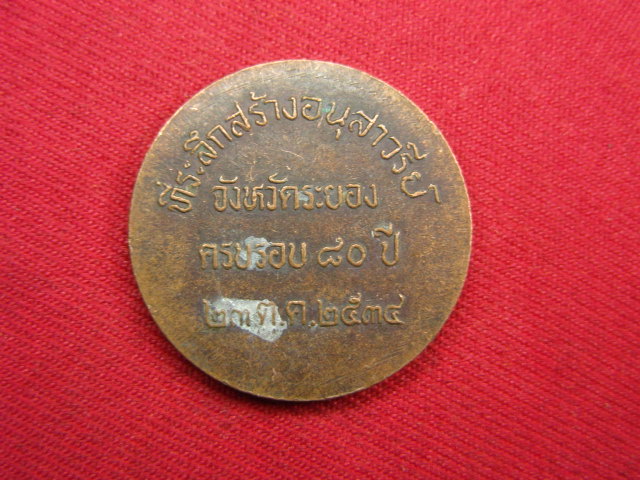 ที่ระลึกสร้างอนุสาวรีย์
จังหวัดระยอง
ครบรอบ ๘๐ ปี
๒๓ ต.ค.๒๕๓๔